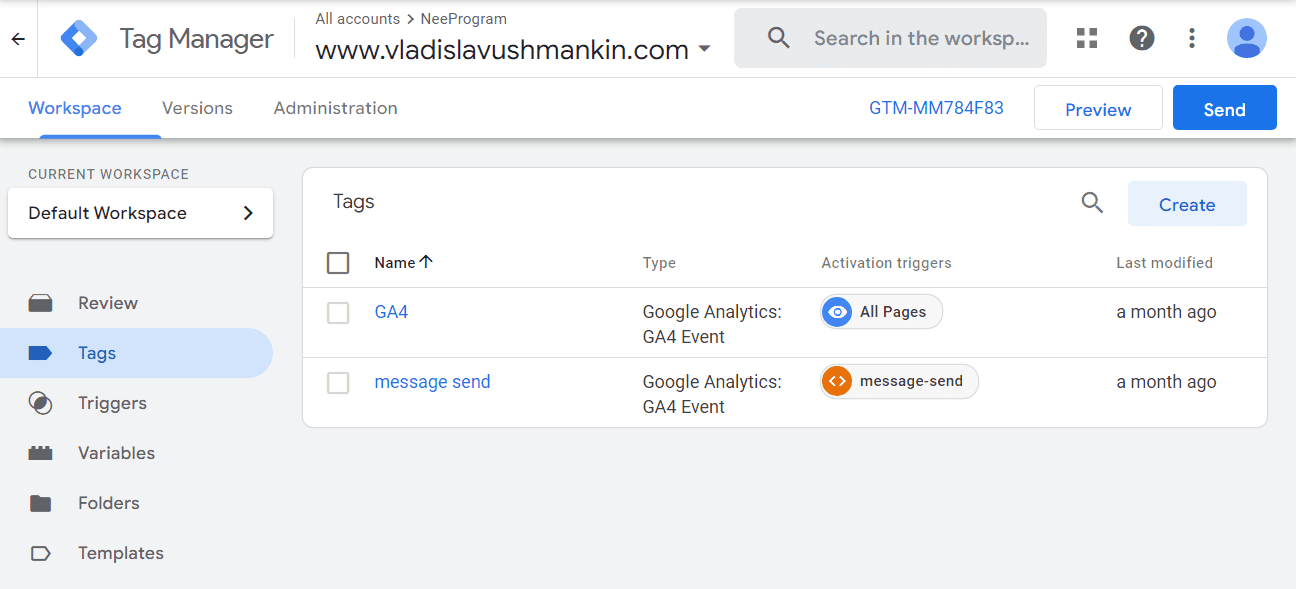 All accounts > NeeProgram
Tag Manager
www.vladislavushmankin.com
Search in the worksp...
Workspace
Versions
Administration
GTM-MM784F83
Preview
Send
CURRENT WORKSPACE
Default Workspace
Review
Tags
Triggers
Variables
Folders
Templates
Tags
Create
Name
Type
Activation triggers
Last modified
GA4
Google Analytics:
GA4 Event
All Pages
a month ago
message send
Google Analytics:
GA4 Event
message-send
a month ago